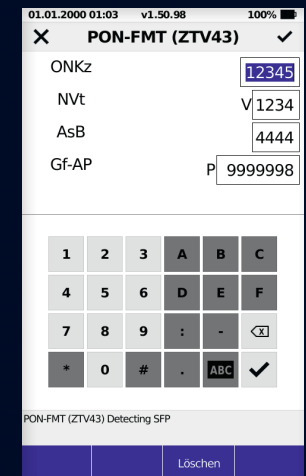 01.01.2000 01:03 v1.50.98 100%
PON-FMT (ZTV43)
ONKz 12345
NVt V 1234
AsB 4444
Gf-AP P 9999998
1 2 3 A B C
4 5 6 D E F
7 8 9 : - X
* 0 # . ABC
PON-FMT (ZTV43) Detecting SFP
Löschen